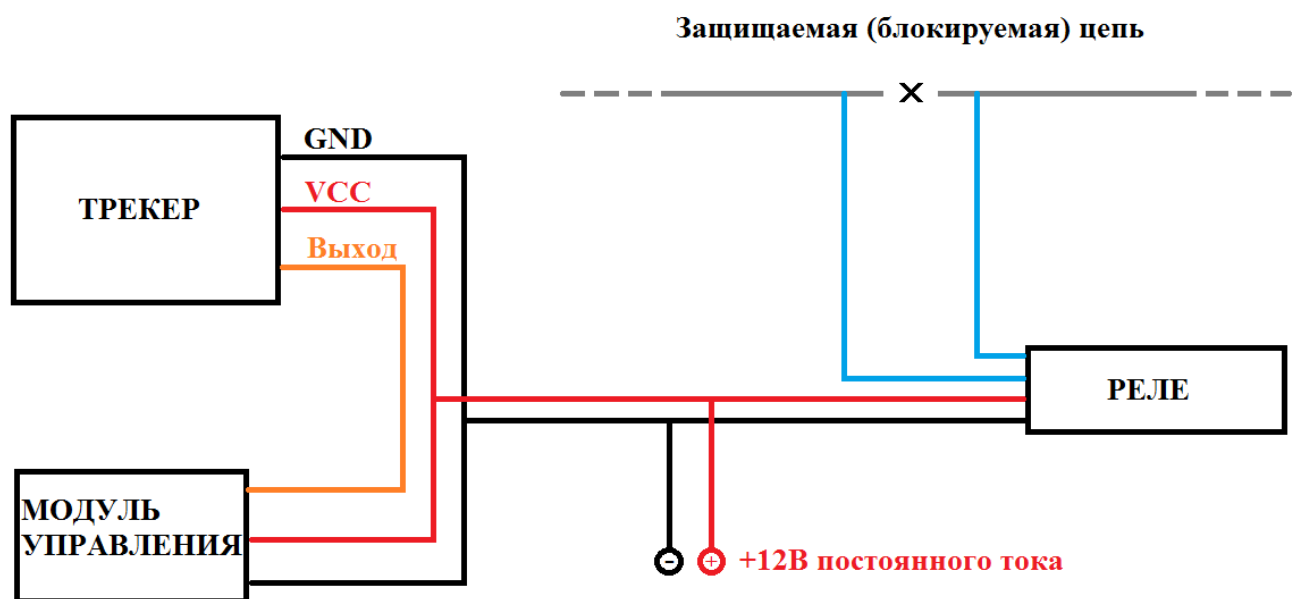 Защищаемая (блокируемая) цепь
GND
VCC
ТРЕКЕР
Выход
РЕЛЕ
МОДУЛЬ
УПРАВЛЕНИЯ
+12В постоянного тока